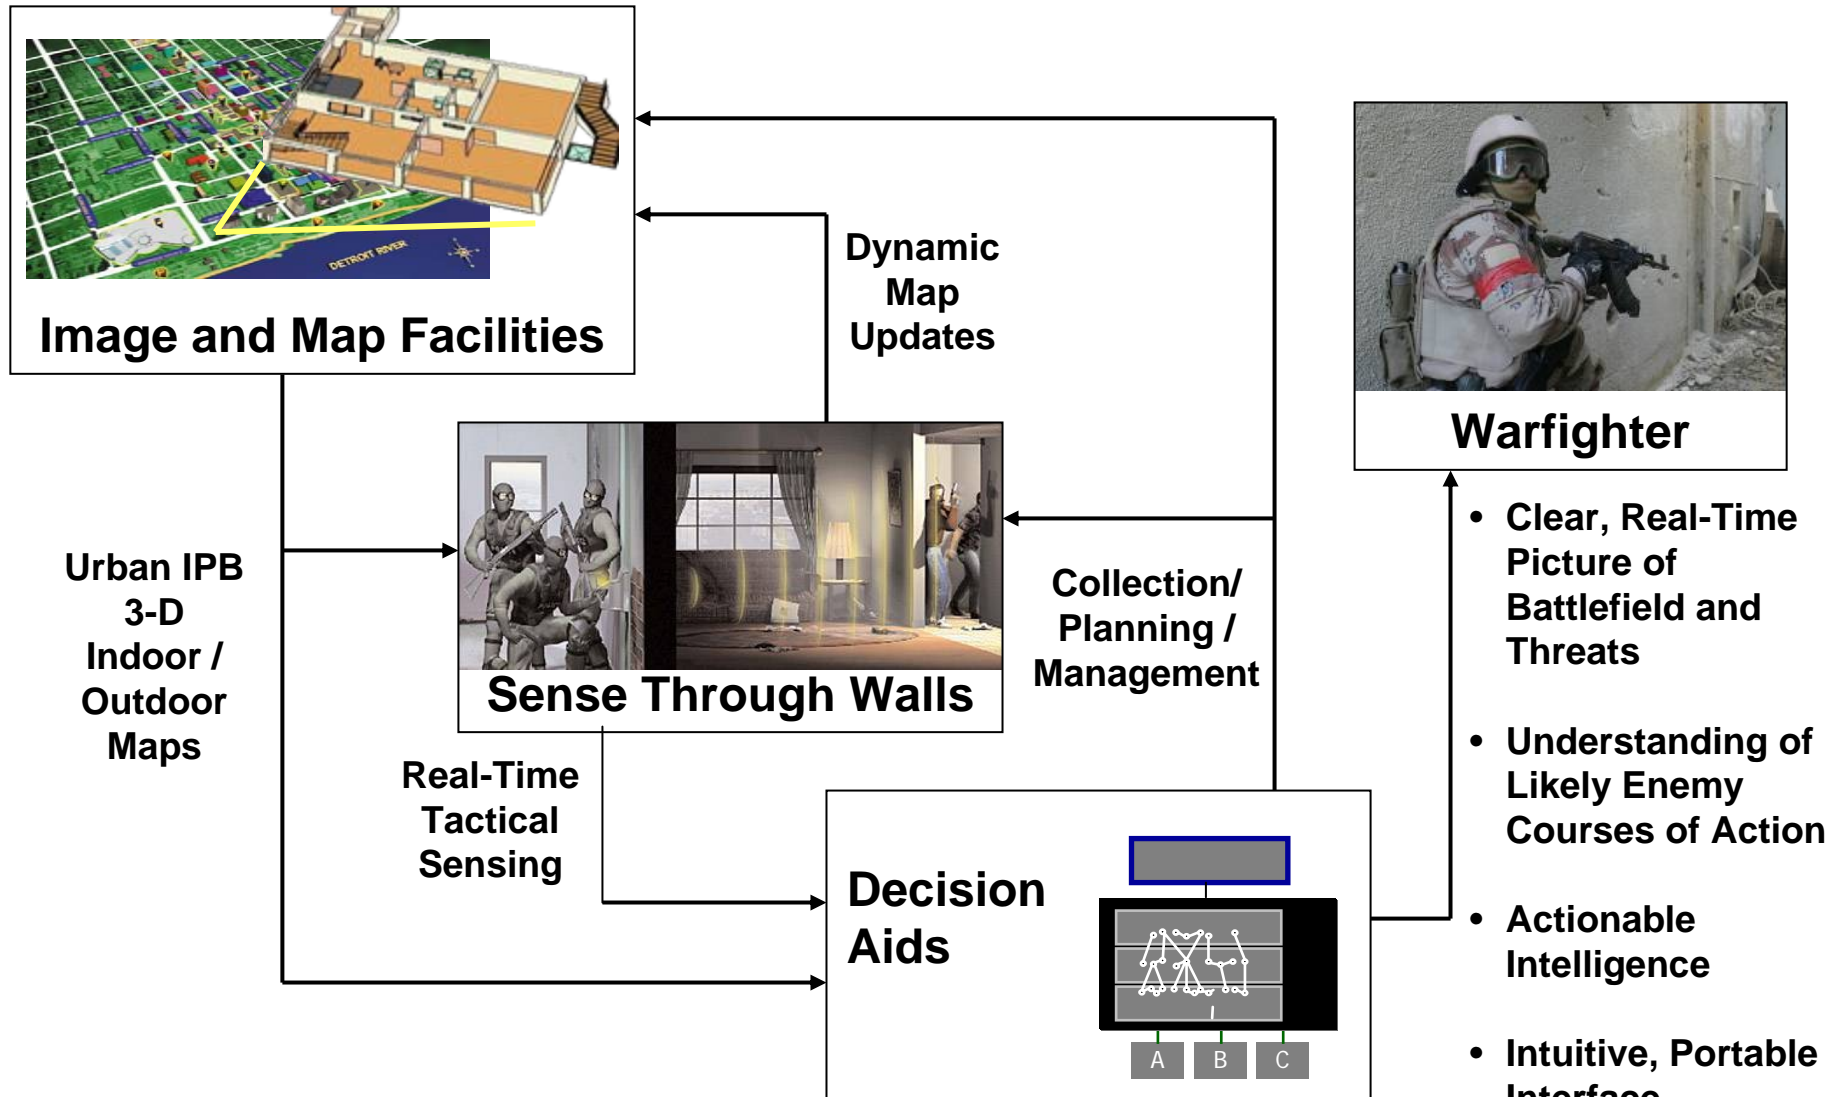 DETROIT RIVER
Image and Map Facilities
Dynamic
Map
Updates
Warfighter
Urban IPB
3-D
Indoor /
Outdoor
Maps
Sense Through Walls
Collection/
Planning /
Management
Real-Time
Tactical
Sensing
Decision
Aids
A B C
• Clear, Real-Time
Picture of
Battlefield and
Threats
• Understanding of
Likely Enemy
Courses of Action
• Actionable
Intelligence
• Intuitive, Portable
Interface